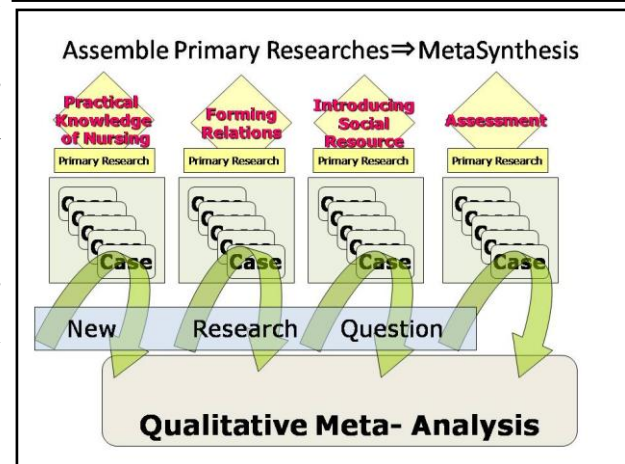 Assemble Primary Researches⇒MetaSynthesis
Practical
Knowledge
of Nursing
Primary Research
Case
Forming
Relations
Primary Research
Case
Introducing
Social
Resource
Primary Research
Case
Assessment
Primary Research
Case
New Research Question
Qualitative Meta- Analysis